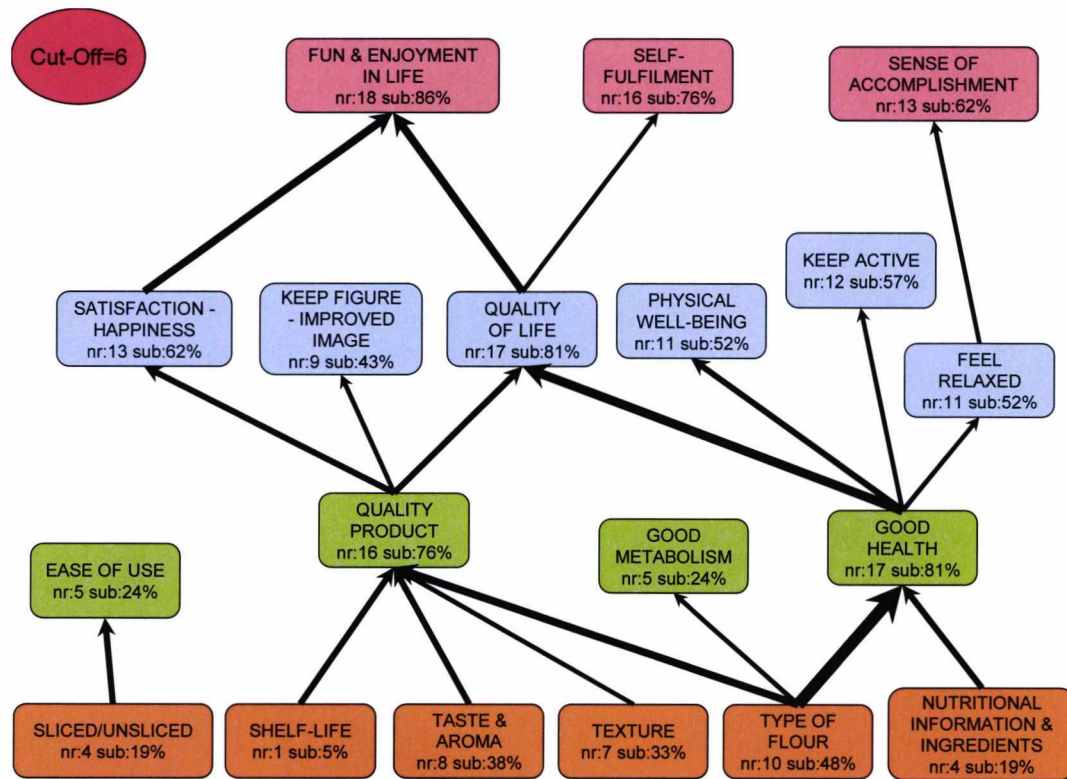 Cut-Off=6
FUN & ENJOYMENT
IN LIFE
nr:18 sub:86%
SELF-
FULFILMENT
nr:16 sub:76%
SENSE OF
ACCOMPLISHMENT
nr:13 sub:62%
SATISFACTION -
HAPPINESS
nr:13 sub:62%
KEEP FIGURE
- IMPROVED
IMAGE
nr:9 sub:43%
QUALITY
OF LIFE
nr:17 sub:81%
PHYSICAL
WELL-BEING
nr:11 sub:52%
KEEP ACTIVE
nr:12 sub:57%
FEEL
RELAXED
nr:11 sub:52%
EASE OF USE
nr:5 sub:24%
QUALITY
PRODUCT
nr:16 sub:76%
GOOD
METABOLISM
nr:5 sub:24%
GOOD
HEALTH
nr:17 sub:81%
SLICED/UNSLICED
nr:4 sub:19%
SHELF-LIFE
nr:1 sub:5%
TASTE &
AROMA
nr:8 sub:38%
TEXTURE
nr:7 sub:33%
TYPE OF
FLOUR
nr:10 sub:48%
NUTRITIONAL
INFORMATION &
INGREDIENTS
nr:4 sub:19%